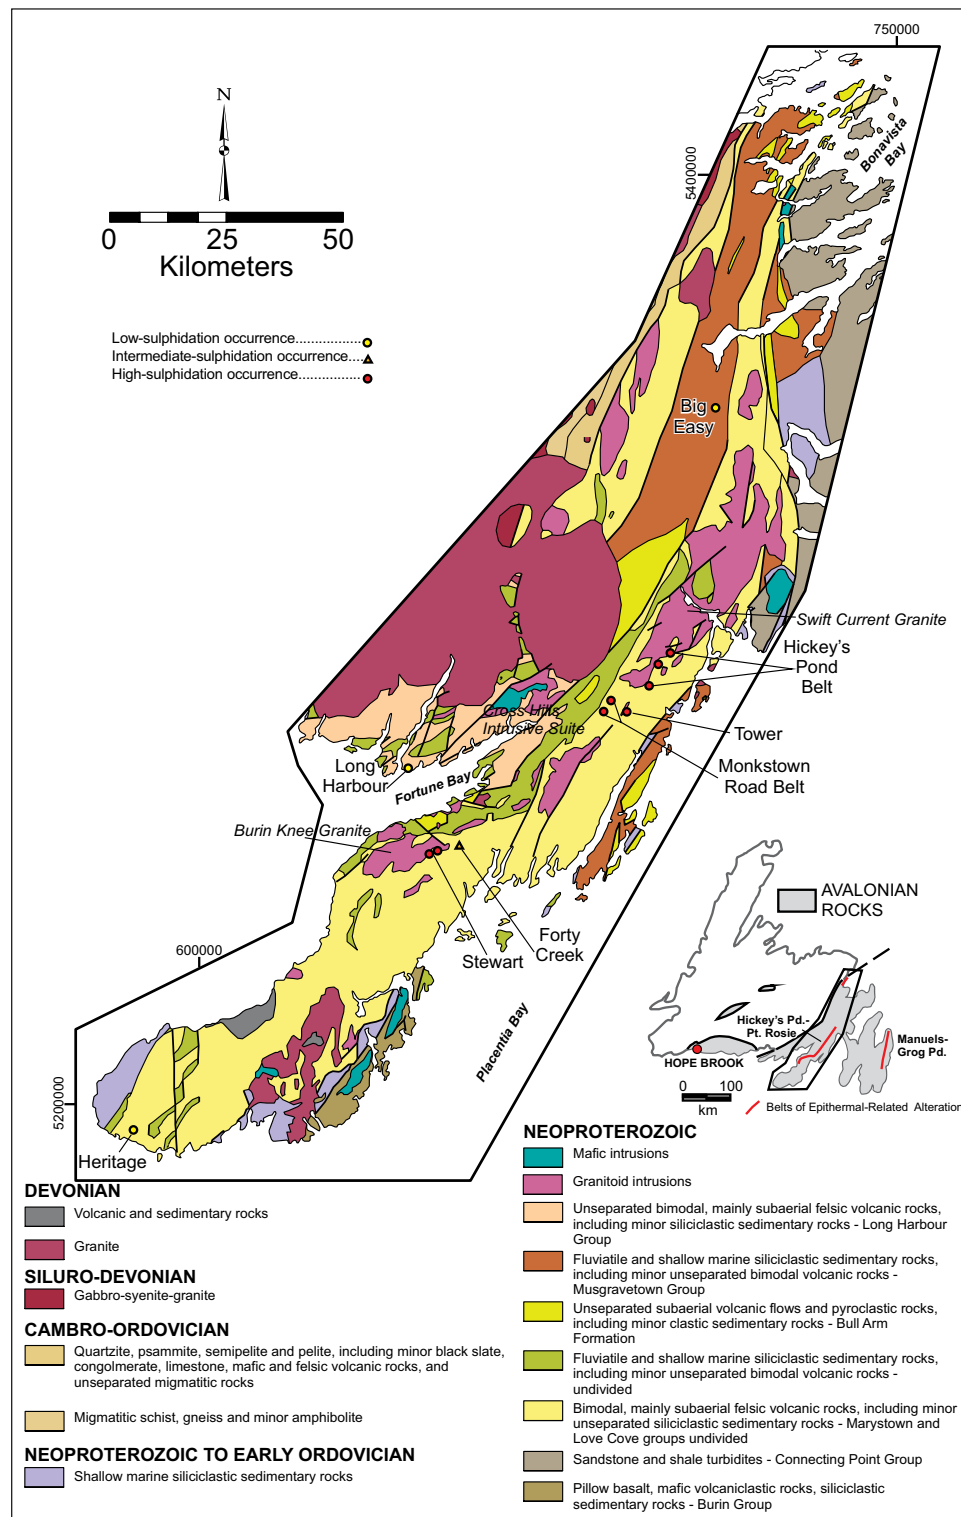 750000
N
Bonavista
Bay
5400000
0 25 50
Kilometers
Low-sulphidation occurrence................
Intermediate-sulphidation occurrence....
High-sulphidation occurrence................
Big
Easy
Swift Current Granite
Hickey's
Pond
Belt
Cross Hills
Intrusive Suite
Tower
Long
Harbour
Monkstown
Road Belt
Fortune Bay
Burin Knee Granite
AVALONIAN
ROCKS
Forty
Creek
Stewart
600000
Placentia Bay
Hickey's Pd.-
Pt. Rosie
Manuels-
Grog Pd.
HOPE BROOK
0 100
km
Belts of Epithermal-Related Alteration
5200000
Heritage
DEVONIAN
Volcanic and sedimentary rocks
Granite
SILURO-DEVONIAN
Gabbro-syenite-granite
CAMBRO-ORDOVICIAN
Quartzite, psammite, semipelite and pelite, including minor black slate,
congolmerate, limestone, mafic and felsic volcanic rocks, and
unseparated migmatitic rocks
Migmatitic schist, gneiss and minor amphibolite
NEOPROTEROZOIC TO EARLY ORDOVICIAN
Shallow marine siliciclastic sedimentary rocks
NEOPROTEROZOIC
Mafic intrusions
Granitoid intrusions
Unseparated bimodal, mainly subaerial felsic volcanic rocks,
including minor siliciclastic sedimentary rocks - Long Harbour
Group
Fluviatile and shallow marine siliciclastic sedimentary rocks,
including minor unseparated bimodal volcanic rocks -
Musgravetown Group
Unseparated subaerial volcanic flows and pyroclastic rocks,
including minor clastic sedimentary rocks - Bull Arm
Formation
Fluviatile and shallow marine siliciclastic sedimentary rocks,
including minor unseparated bimodal volcanic rocks -
undivided
Bimodal, mainly subaerial felsic volcanic rocks, including minor
unseparated siliciclastic sedimentary rocks - Marystown and
Love Cove groups undivided
Sandstone and shale turbidites - Connecting Point Group
Pillow basalt, mafic volcaniclastic rocks, siliciclastic
sedimentary rocks - Burin Group